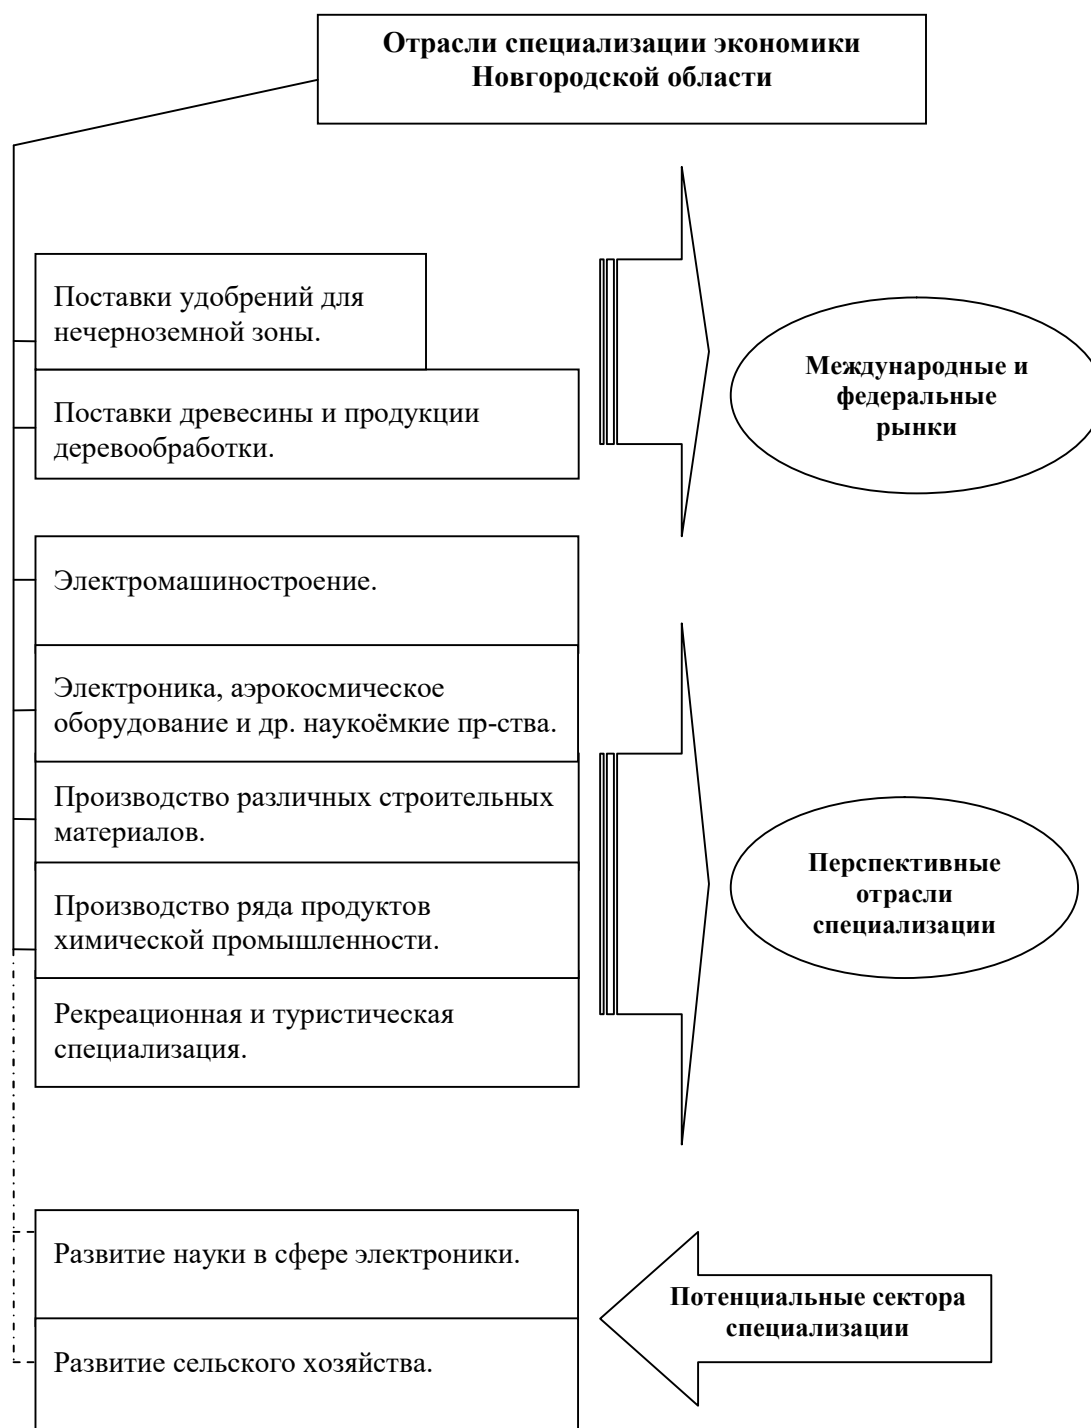 Отрасли специализации экономики
Новгородской области
Поставки удобрений для
нечерноземной зоны.
Поставки древесины и продукции
деревообработки.
Международные и
федеральные
рынки
Электромашиностроение.
Электроника, аэрокосмическое
оборудование и др. наукоёмкие пр-ства.
Производство различных строительных
материалов.
Производство ряда продуктов
химической промышленности.
Рекреационная и туристическая
специализация.
Перспективные
отрасли
специализации
Развитие науки в сфере электроники.
Развитие сельского хозяйства.
Потенциальные сектора
специализации